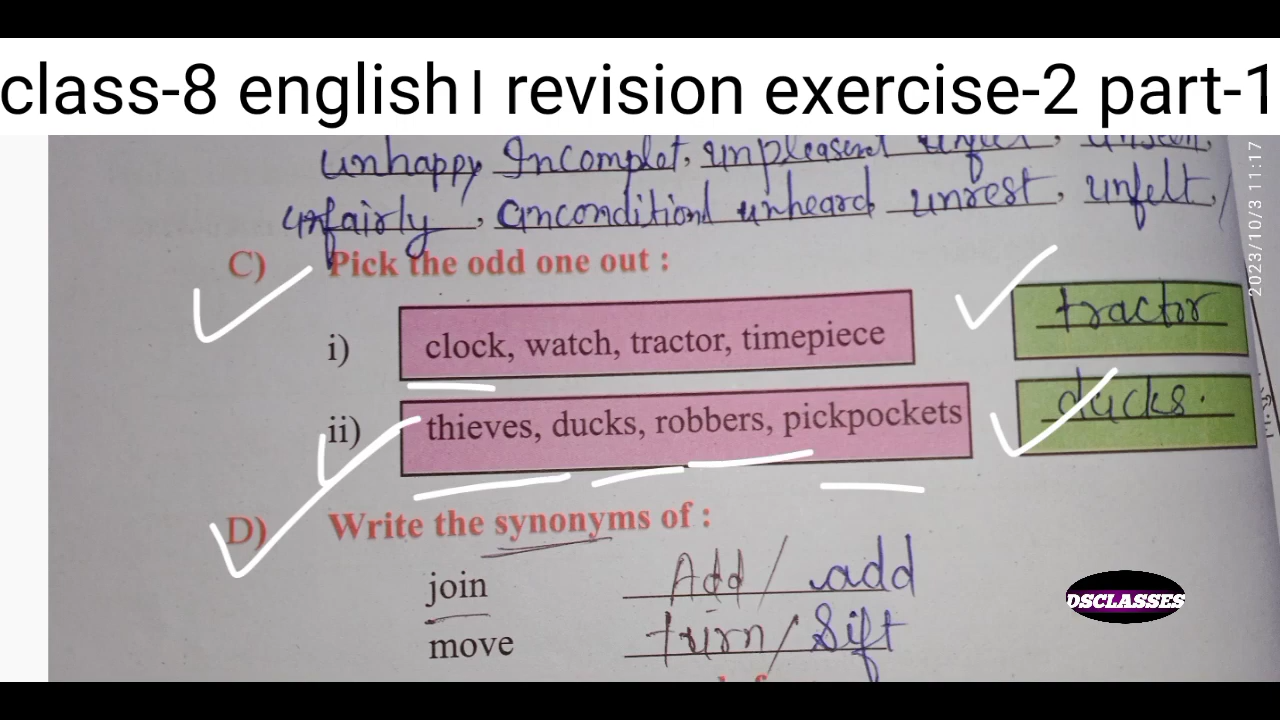 class-8 english। revision exercise-2 part-1
unhappy Incomplet, unpleasend
unfairly, unconditionl unheard unrest, unfelt,
2023/10/3 11:17
C) Pick the odd one out :
i) clock, watch, tractor, timepiece tractor
ii) thieves, ducks, robbers, pickpockets ducks.
D) Write the synonyms of :
join Add / add
move turn / Sift
DSCLASSES